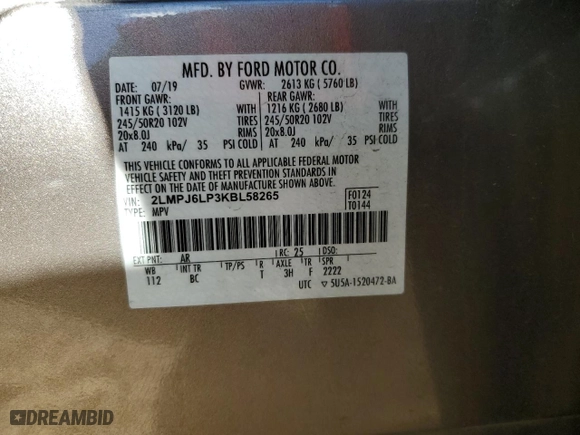 MFD. BY FORD MOTOR CO.
DATE: 07/19 GVWR: 2613 KG ( 5760 LB)
FRONT GAWR: REAR GAWR:
1415 KG ( 3120 LB) WITH 1216 KG ( 2680 LB) WITH
245/50R20 102V TIRES 245/50R20 102V TIRES
20x8.0J RIMS 20x8.0J RIMS
AT 240 kPa/ 35 PSI COLD AT 240 kPa/ 35 PSI COLD
THIS VEHICLE CONFORMS TO ALL APPLICABLE FEDERAL MOTOR
VEHICLE SAFETY AND THEFT PREVENTION STANDARDS IN
EFFECT ON THE DATE OF MANUFACTURE SHOWN ABOVE.
VIN: 2LMPJ6LP3KBL58265 F0124
TYPE: MPV T0144
EXT PNT: AR RC: 25
WB INT TR TP/PS R AXLE TR SPR
112 BC T 3H F 2222
UTC ▽ 5U5A-1520472-BA
DREAMBID